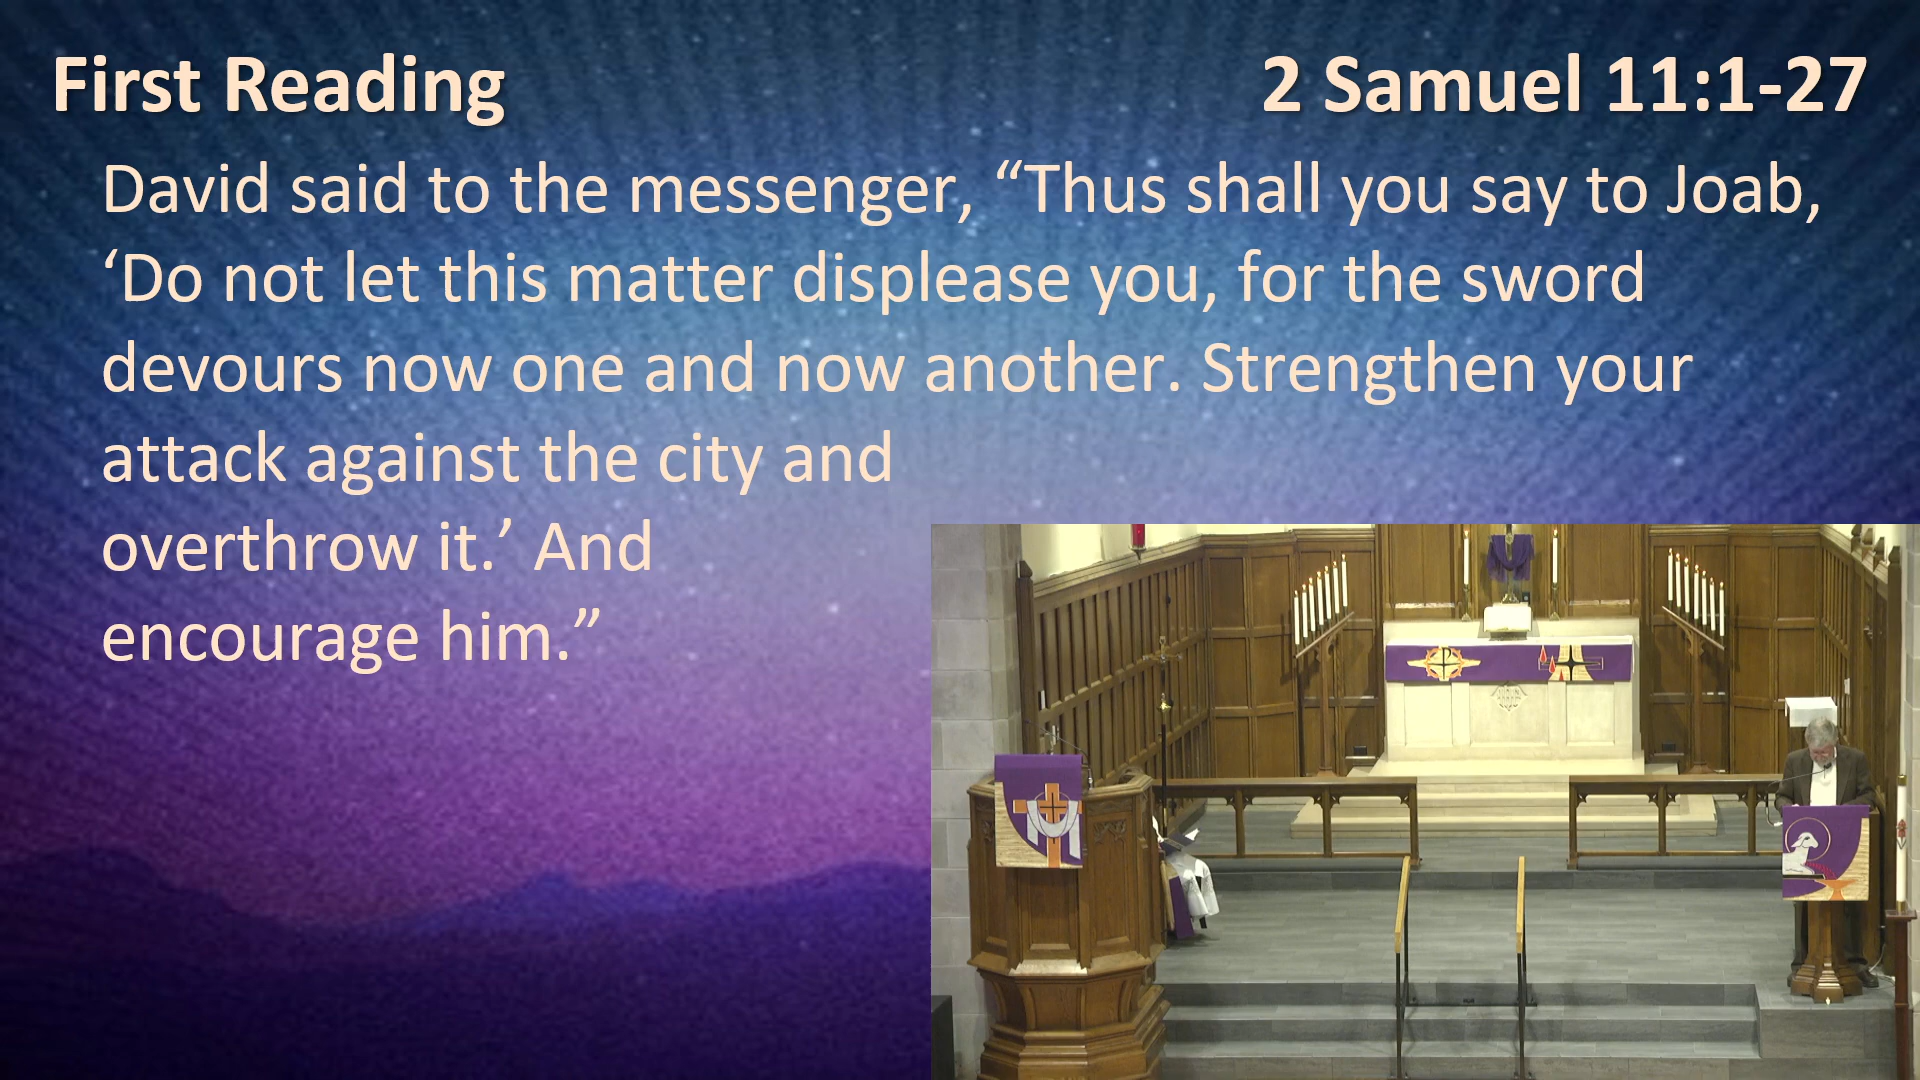 First Reading
2 Samuel 11:1-27
David said to the messenger, “Thus shall you say to Joab,
‘Do not let this matter displease you, for the sword
devours now one and now another. Strengthen your
attack against the city and
overthrow it.’ And
encourage him.”